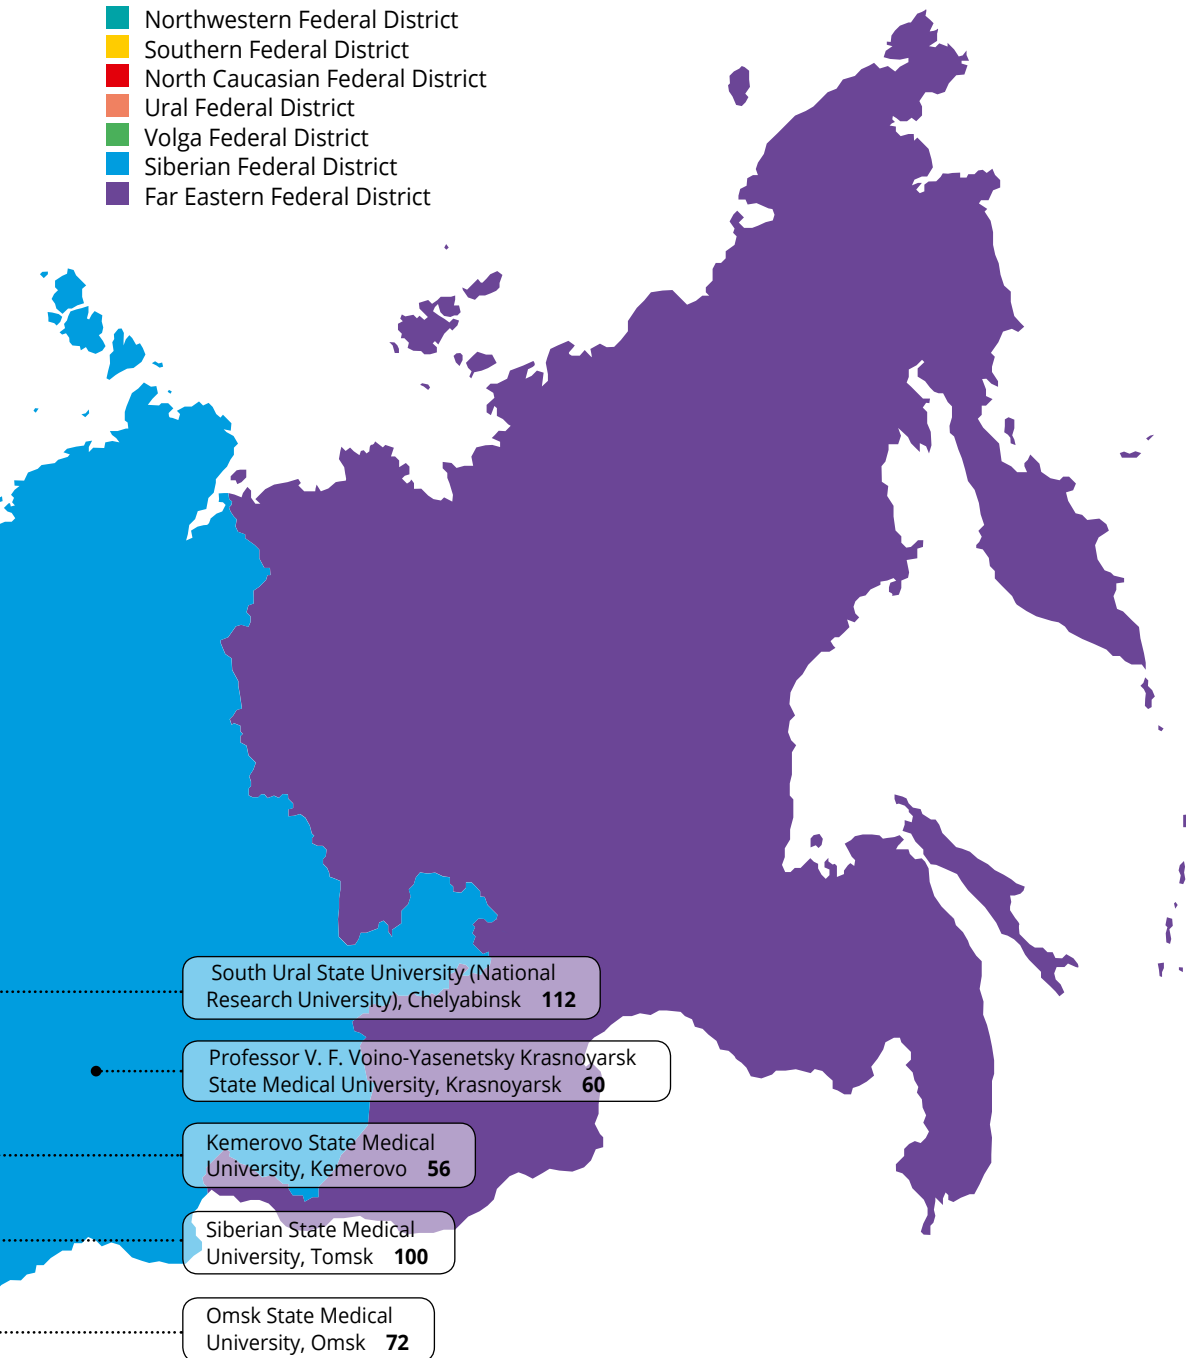 Northwestern Federal District
Southern Federal District
North Caucasian Federal District
Ural Federal District
Volga Federal District
Siberian Federal District
Far Eastern Federal District
South Ural State University (National
Research University), Chelyabinsk 112
Professor V. F. Voino-Yasenetsky Krasnoyarsk
State Medical University, Krasnoyarsk 60
Kemerovo State Medical
University, Kemerovo 56
Siberian State Medical
University, Tomsk 100
Omsk State Medical
University, Omsk 72